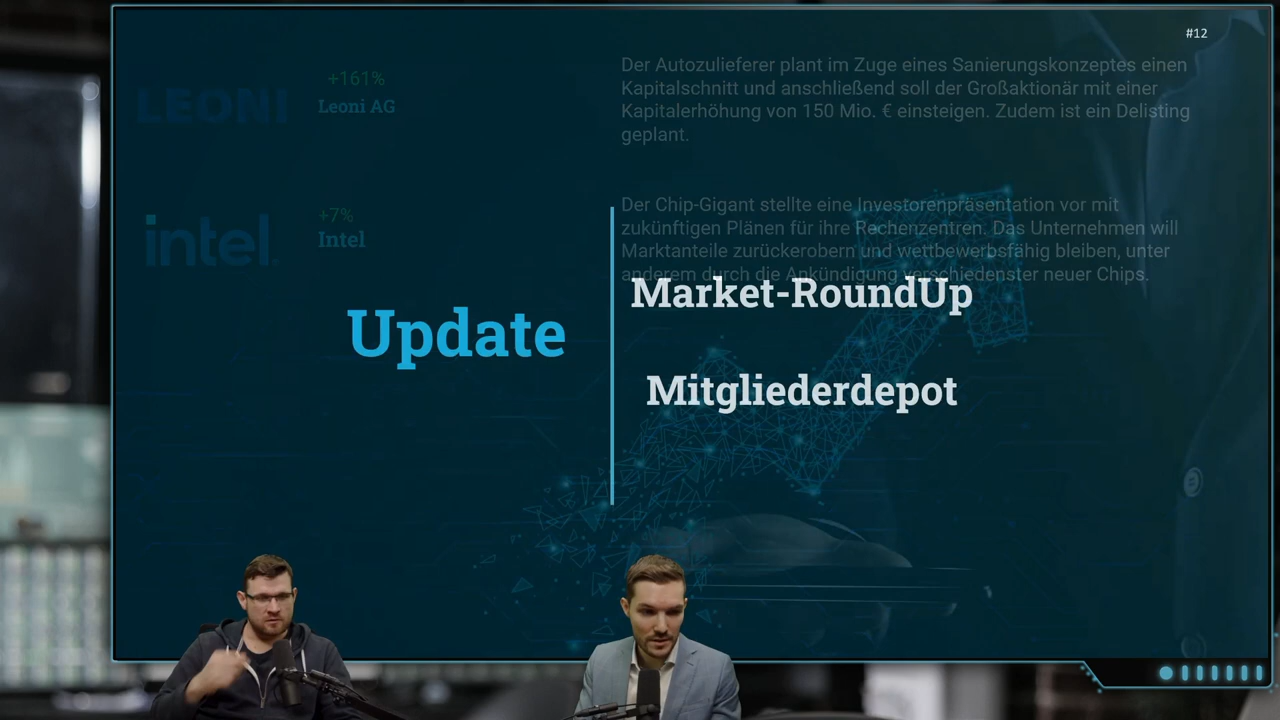 #12
+161%
LEONI
Leoni AG
Der Autozulieferer plant im Zuge eines Sanierungskonzeptes einen
Kapitalschnitt und anschließend soll der Großaktionär mit einer
Kapitalerhöhung von 150 Mio. € einsteigen. Zudem ist ein Delisting
geplant.
+7%
intel
Intel
Der Chip-Gigant stellte eine Investorenpräsentation vor mit
zukünftigen Plänen für ihre Rechenzentren. Das Unternehmen will
Marktanteile zurückerobern und wettbewerbsfähig bleiben, unter
anderem durch die Ankündigung verschiedenster neuer Chips.
Update
Market-RoundUp
Mitgliederdepot